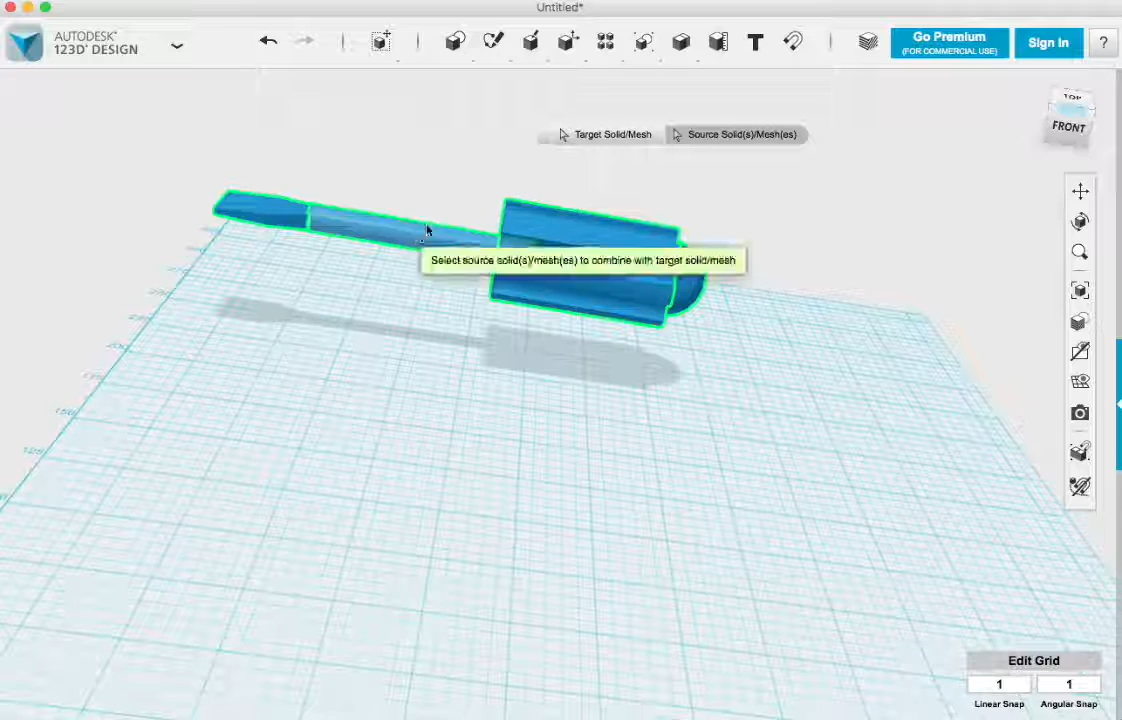 Untitled*
AUTODESK®
123D® DESIGN
Go Premium
(FOR COMMERCIAL USE)
Sign In
?
TOP
FRONT
Target Solid/Mesh
Source Solid(s)/Mesh(es)
Select source solid(s)/mesh(es) to combine with target solid/mesh
Edit Grid
1
1
Linear Snap
Angular Snap